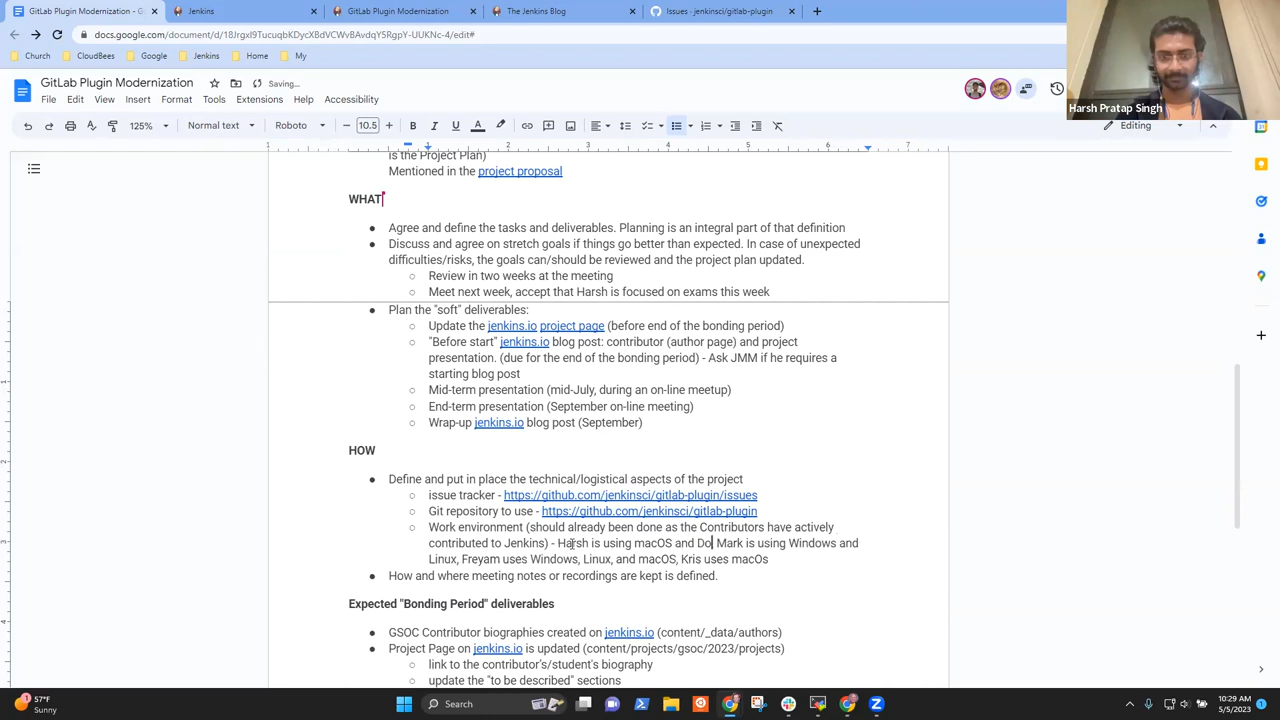 GitLab Plugin Modernization - G
Jenkins
GitLab Plugin Modernization
The Jenkins Blog
Issues · jenkinsci/gitlab-plugin
Church
CloudBees
Google
Jenkins
Home
My
GitLab Plugin Modernization
Saving...
File Edit View Insert Format Tools Extensions Accessibility
125% Normal text Roboto 10.5 Editing
Harsh Pratap Singh
1 1 2 3 4 5 6 7
is the Project Plan)
Mentioned in the project proposal
WHAT
● Agree and define the tasks and deliverables. Planning is an integral part of that definition
● Discuss and agree on stretch goals if things go better than expected. In case of unexpected
difficulties/risks, the goals can/should be reviewed and the project plan updated.
○ Review in two weeks at the meeting
○ Meet next week, accept that Harsh is focused on exams this week
● Plan the "soft" deliverables:
○ Update the jenkins.io project page (before end of the bonding period)
○ "Before start" jenkins.io blog post: contributor (author page) and project
presentation. (due for the end of the bonding period) - Ask JMM if he requires a
starting blog post
○ Mid-term presentation (mid-July, during an on-line meetup)
○ End-term presentation (September on-line meeting)
○ Wrap-up jenkins.io blog post (September)
HOW
● Define and put in place the technical/logistical aspects of the project
○ issue tracker - https://github.com/jenkinsci/gitlab-plugin/issues
○ Git repository to use - https://github.com/jenkinsci/gitlab-plugin
○ Work environment (should already been done as the Contributors have actively
contributed to Jenkins) - Harsh is using macOS and Do Mark is using Windows and
Linux, Freyam uses Windows, Linux, and macOS, Kris uses macOs
● How and where meeting notes or recordings are kept is defined.
Expected "Bonding Period" deliverables
● GSOC Contributor biographies created on jenkins.io (content/_data/authors)
● Project Page on jenkins.io is updated (content/projects/gsoc/2023/projects)
○ link to the contributor's/student's biography
○ update the "to be described" sections
57°F
Sunny
Search
10:29 AM
5/5/2023